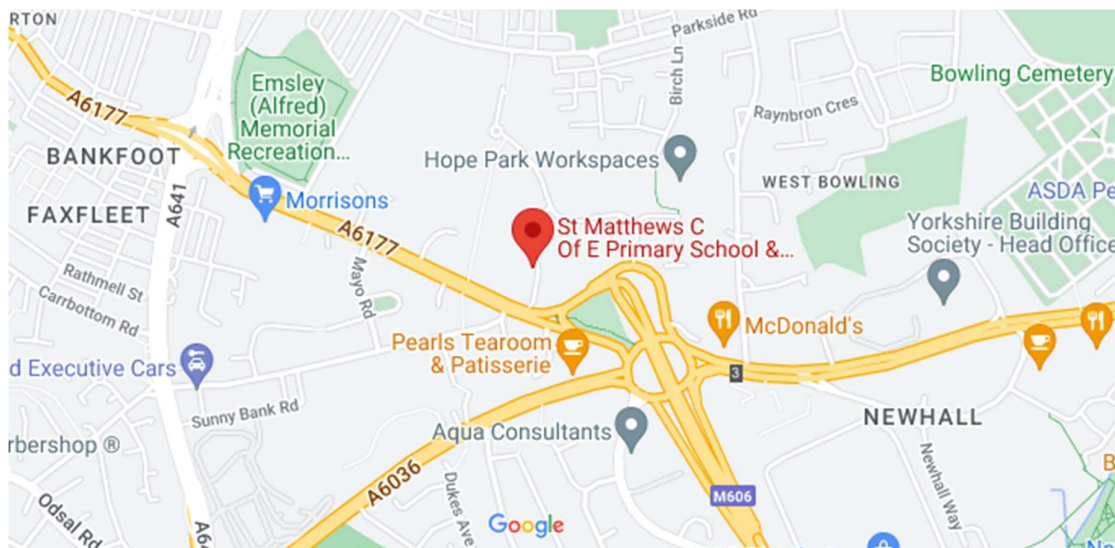 RTON
Parkside Rd
Birch Ln
Bowling Cemetery
Emsley
(Alfred)
Memorial
Recreation...
A6177
Raynbron Cres
BANKFOOT
Hope Park Workspaces
WEST BOWLING
ASDA Pe
A641
Morrisons
FAXFLEET
A6177
St Matthews C
Of E Primary School &...
Yorkshire Building
Society - Head Office
Rathmell St
Mayo Rd
Carrbottom Rd
McDonald's
Pearls Tearoom
& Patisserie
d Executive Cars
3
Sunny Bank Rd
NEWHALL
Aqua Consultants
rbershop ®
A6036
Dukes Ave
M606
Newhall Way
B
Odsal Rd
A64
Google